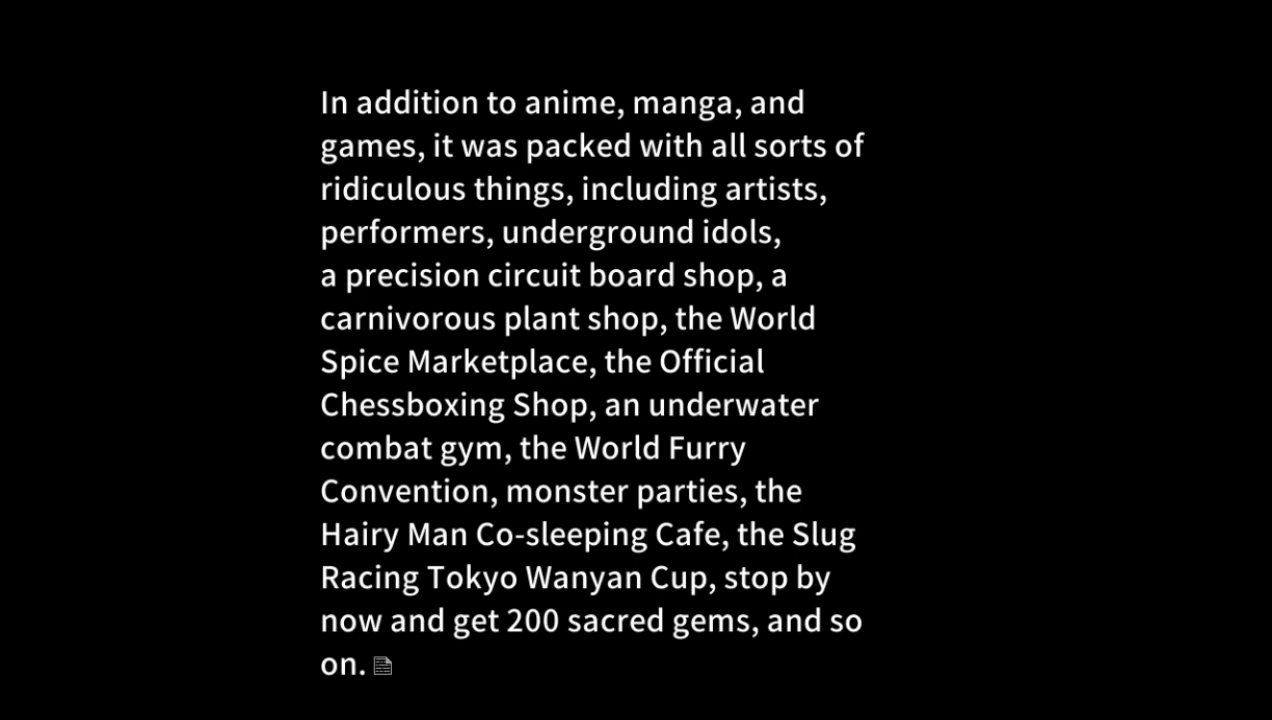 In addition to anime, manga, and
games, it was packed with all sorts of
ridiculous things, including artists,
performers, underground idols,
a precision circuit board shop, a
carnivorous plant shop, the World
Spice Marketplace, the Official
Chessboxing Shop, an underwater
combat gym, the World Furry
Convention, monster parties, the
Hairy Man Co-sleeping Cafe, the Slug
Racing Tokyo Wanyan Cup, stop by
now and get 200 sacred gems, and so
on.